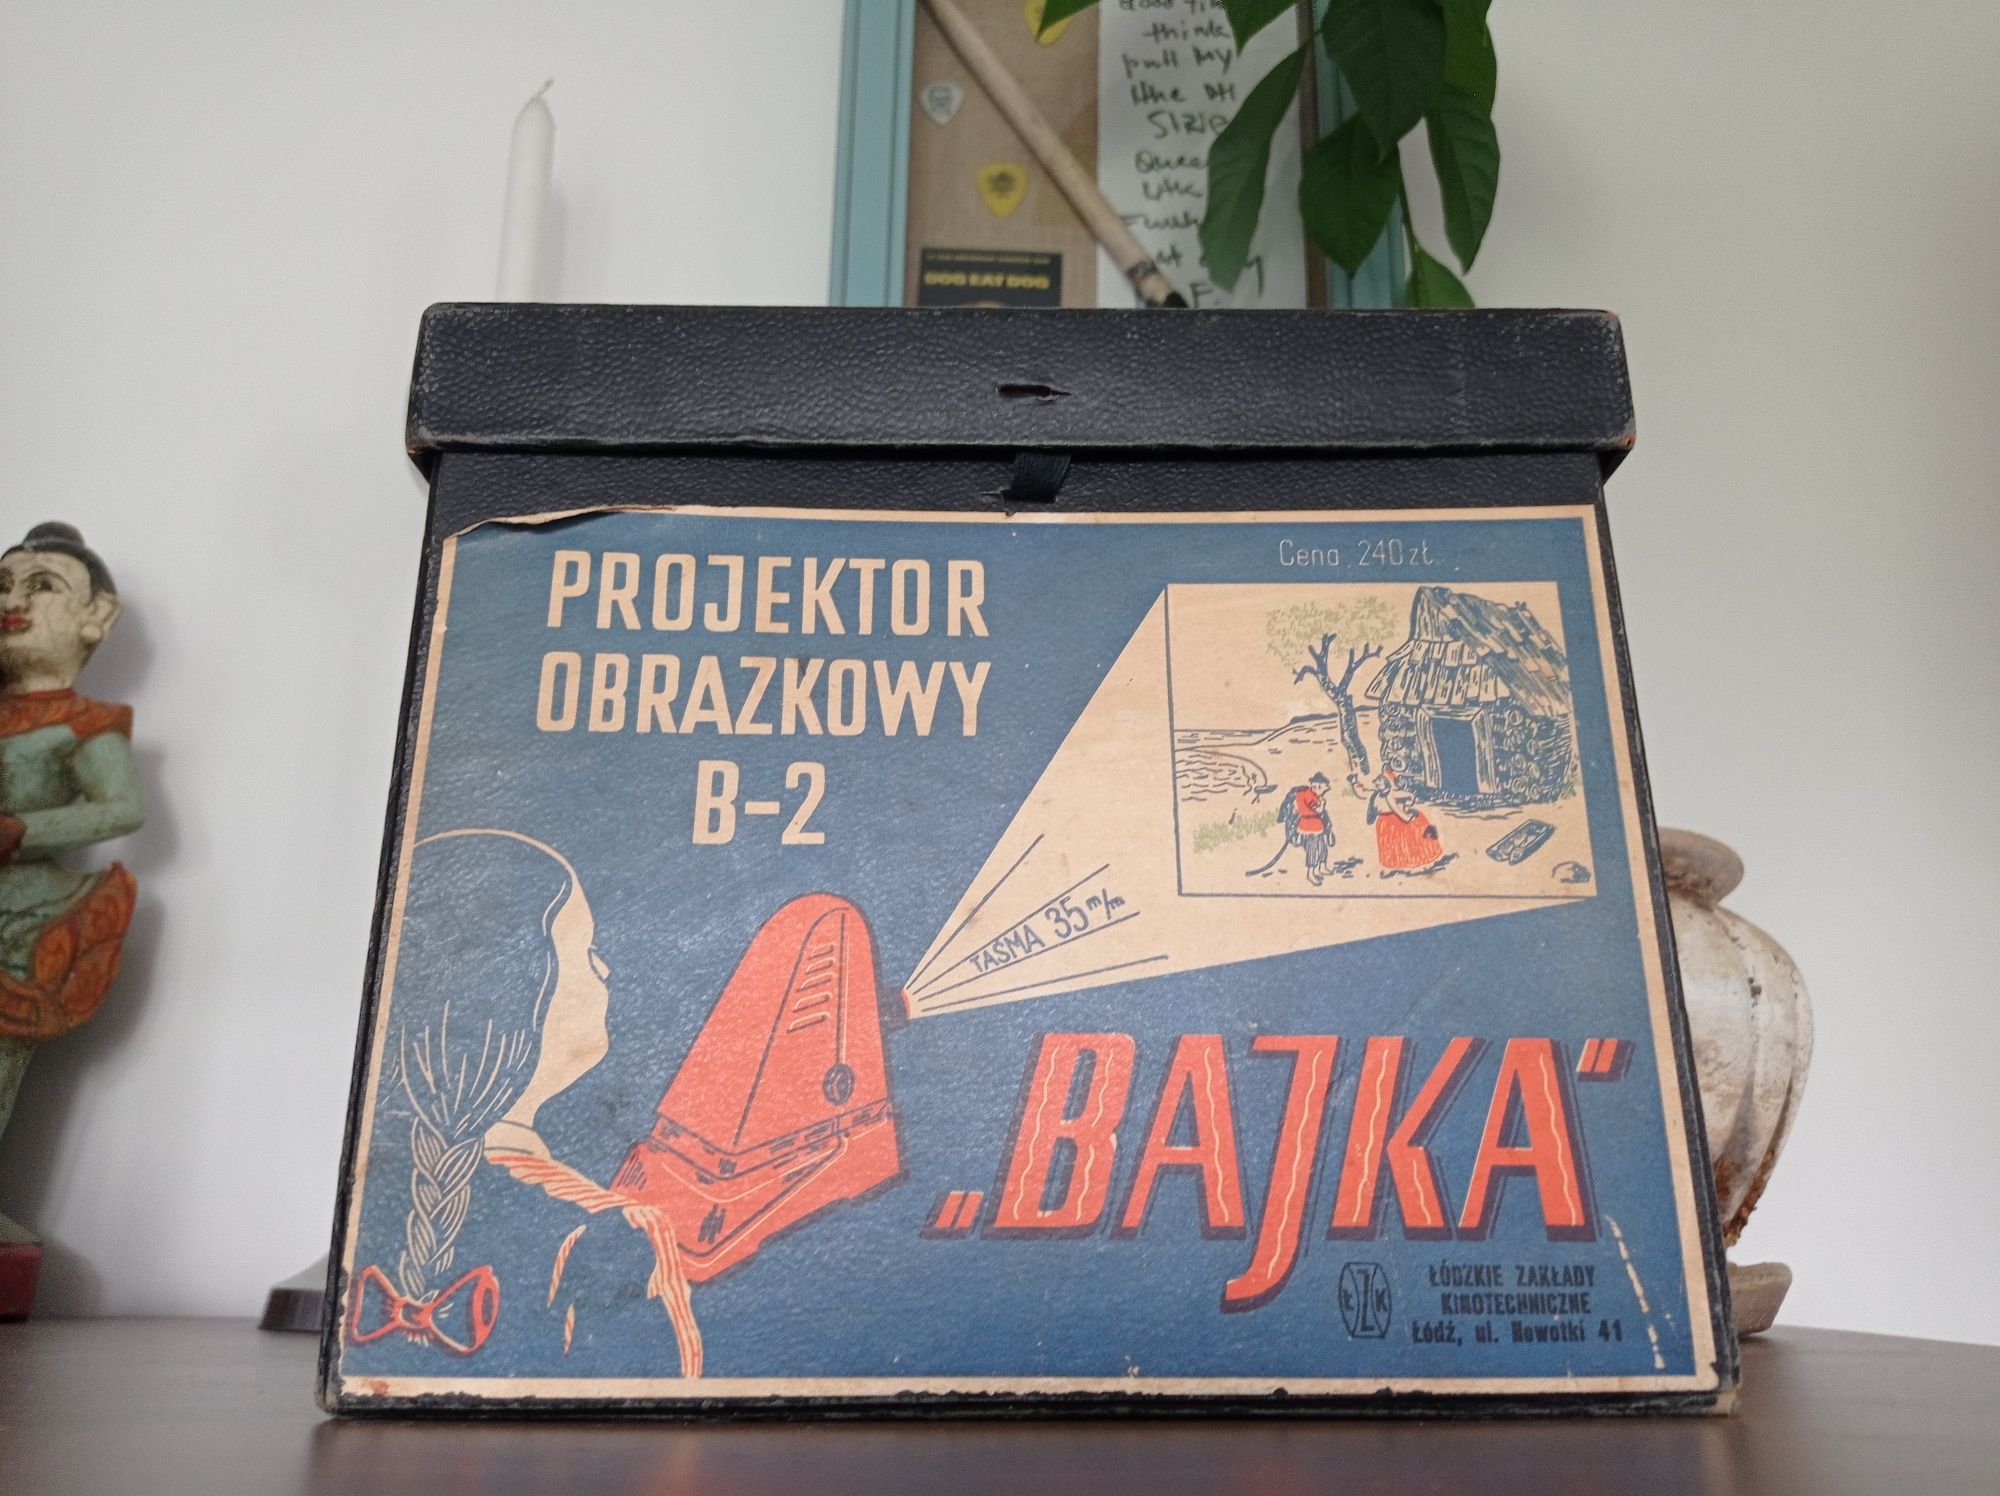 think
DOG EAT DOG
Cena 240 zł.
PROJEKTOR
OBRAZKOWY
B-2
TAŚMA 35 m/m
„BAJKA"
Ł Z K
ŁÓDZKIE ZAKŁADY
KINOTECHNICZNE
Łódź, ul. Nowotki 41